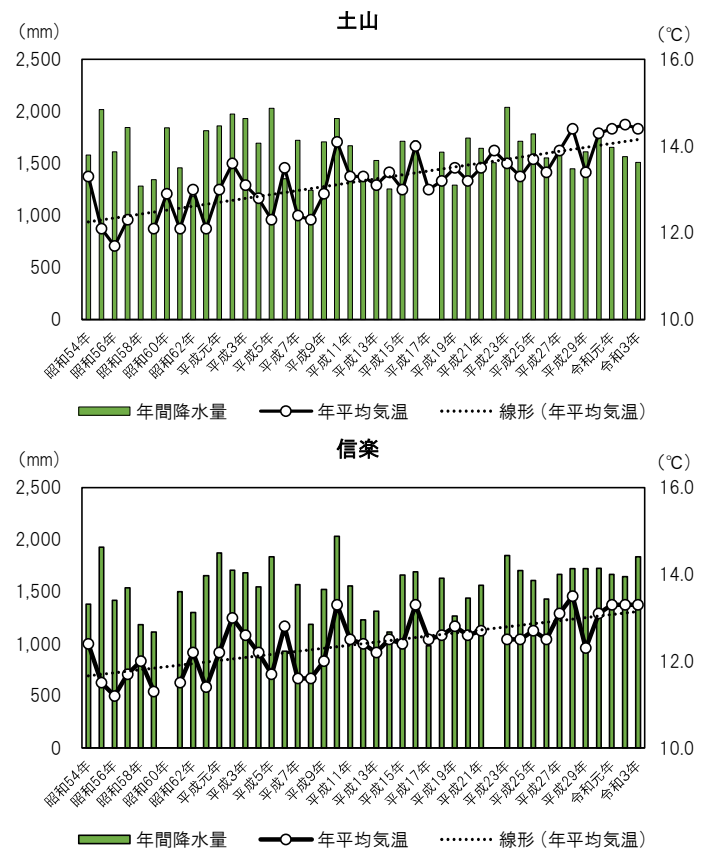 土山
（mm）
（℃）
2,500
2,000
1,500
1,000
500
0
16.0
14.0
12.0
10.0
昭和54年
昭和56年
昭和58年
昭和60年
昭和62年
平成元年
平成3年
平成5年
平成7年
平成9年
平成11年
平成13年
平成15年
平成17年
平成19年
平成21年
平成23年
平成25年
平成27年
平成29年
令和元年
令和3年
年間降水量 年平均気温 線形（年平均気温）
信楽
（mm）
（℃）
2,500
2,000
1,500
1,000
500
0
16.0
14.0
12.0
10.0
昭和54年
昭和56年
昭和58年
昭和60年
昭和62年
平成元年
平成3年
平成5年
平成7年
平成9年
平成11年
平成13年
平成15年
平成17年
平成19年
平成21年
平成23年
平成25年
平成27年
平成29年
令和元年
令和3年
年間降水量 年平均気温 線形（年平均気温）